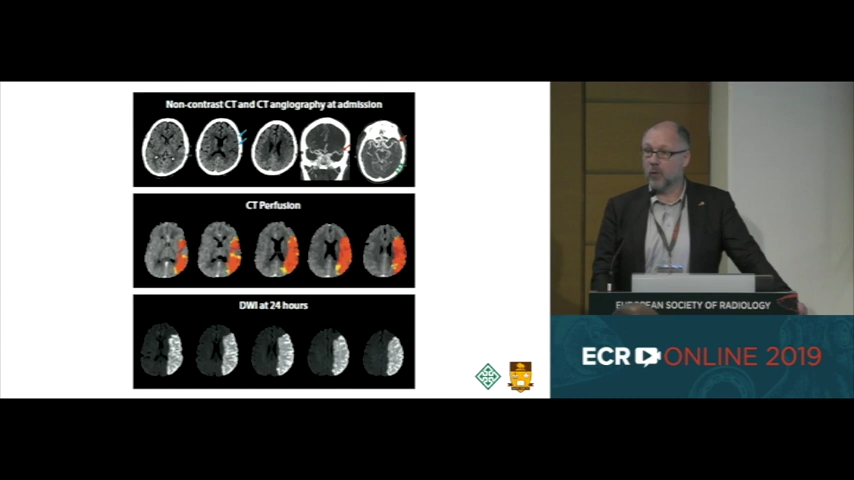 Non-contrast CT and CT angiography at admission
CT Perfusion
DWI at 24 hours
EUROPEAN SOCIETY OF RADIOLOGY
ECR ONLINE 2019